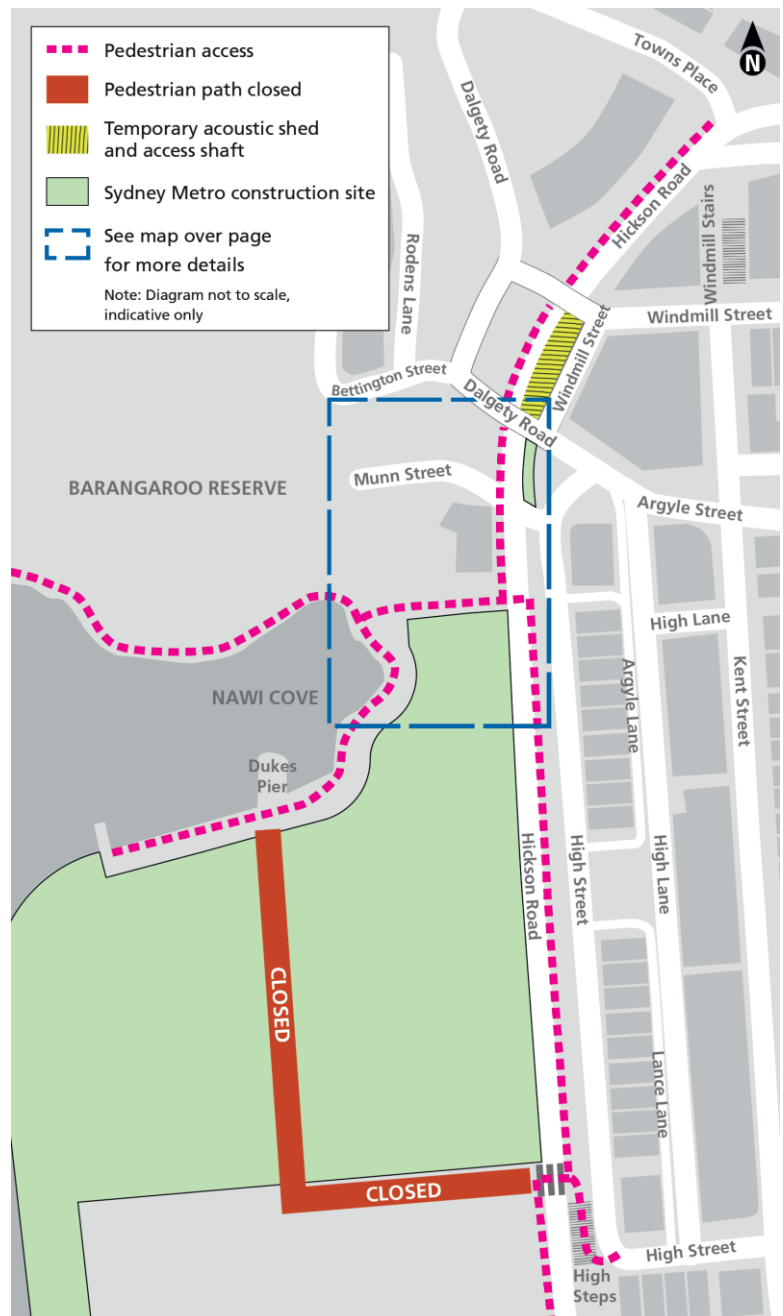 Pedestrian access
Pedestrian path closed
Temporary acoustic shed
and access shaft
Sydney Metro construction site
See map over page
for more details
Note: Diagram not to scale,
indicative only
N
Towns Place
Dalgety Road
Hickson Road
Windmill Stairs
Rodens Lane
Windmill Street
Windmill Street
Bettington Street
Dalgety Road
Munn Street
BARANGAROO RESERVE
Argyle Street
High Lane
Argyle Lane
Kent Street
NAWI COVE
Dukes
Pier
Hickson Road
High Street
High Lane
CLOSED
Lance Lane
CLOSED
High Street
High
Steps